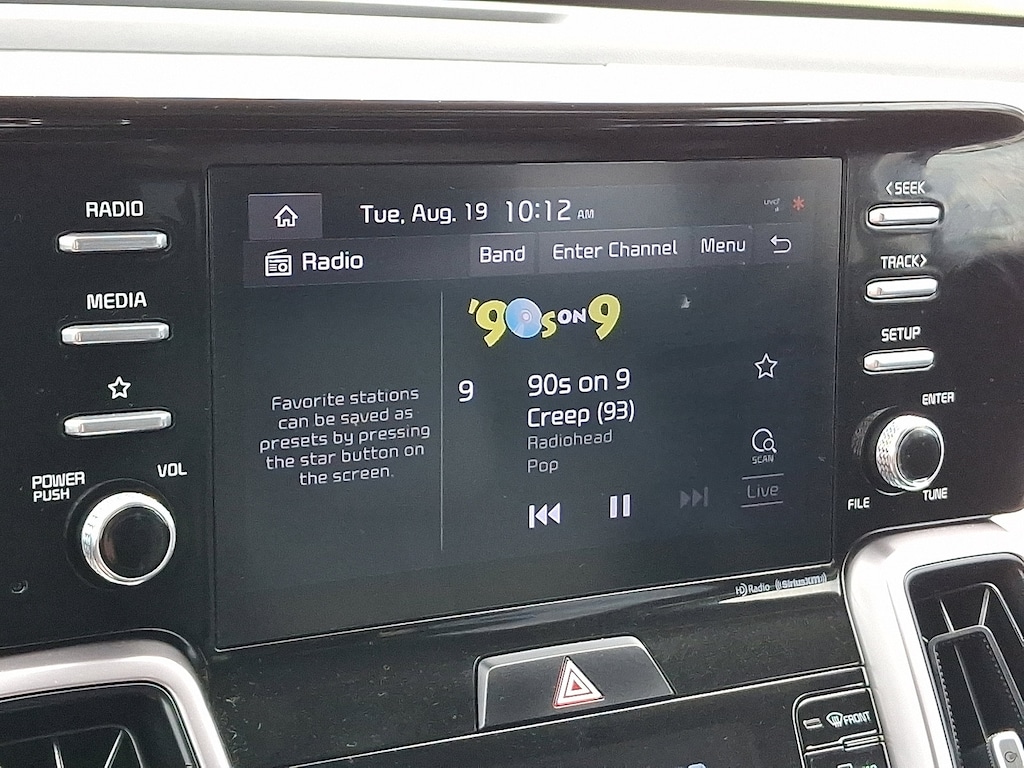 RADIO
MEDIA
POWER
PUSH
VOL
Tue, Aug. 19 10:12 AM
Radio
Band
Enter Channel
Menu
Favorite stations
can be saved as
presets by pressing
the star button on
the screen.
'90s ON 9
9
90s on 9
Creep (93)
Radiohead
Pop
SCAN
Live
HD Radio
((SiriusXM))
<SEEK
TRACK>
SETUP
ENTER
FILE
TUNE
FRONT